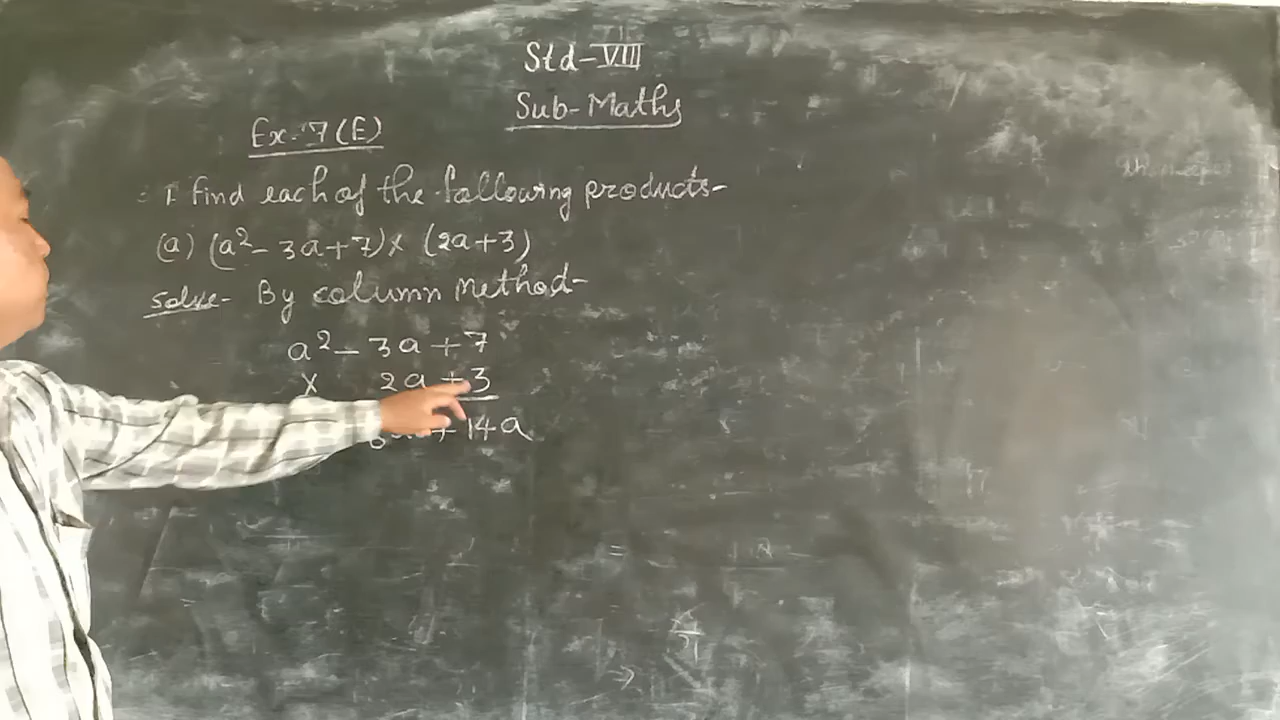 Std-VIII
Sub-Maths
Ex-7(E)
1 Find each of the following products-
(a) (a²-3a+7)x (2a+3)
solve- By column Method-
a²-3a+7
x 2a+3
+14a